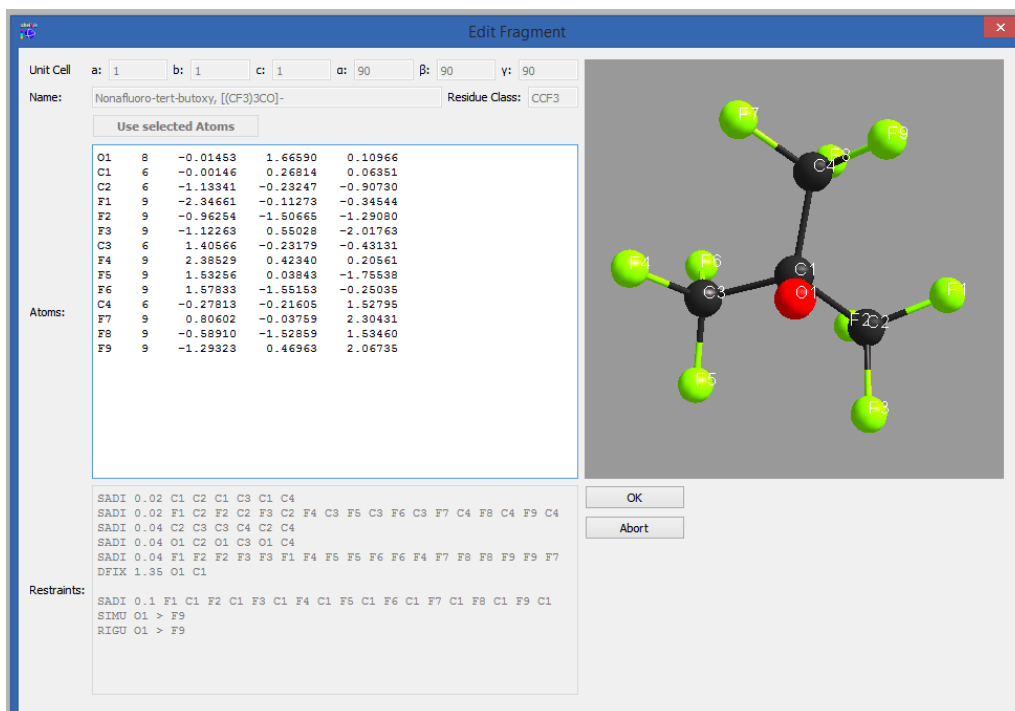 Edit Fragment
Unit Cell a: 1 b: 1 c: 1 α: 90 β: 90 γ: 90
Name: Nonafluoro-tert-butoxy, [(CF3)3CO]- Residue Class: CCF3
Use selected Atoms
Atoms:
O1 8 -0.01453 1.66590 0.10966
C1 6 -0.00146 0.26814 0.06351
C2 6 -1.13341 -0.23247 -0.90730
F1 9 -2.34661 -0.11273 -0.34544
F2 9 -0.96254 -1.50665 -1.29080
F3 9 -1.12263 0.55028 -2.01763
C3 6 1.40566 -0.23179 -0.43131
F4 9 2.38529 0.42340 0.20561
F5 9 1.53256 0.03843 -1.75538
F6 9 1.57833 -1.55153 -0.25035
C4 6 -0.27813 -0.21605 1.52795
F7 9 0.80602 -0.03759 2.30431
F8 9 -0.58910 -1.52859 1.53460
F9 9 -1.29323 0.46963 2.06735
F7
F9
F8
C4
C1
O1
F4
F6
C3
F5
F1
F2
C2
F3
Restraints:
SADI 0.02 C1 C2 C1 C3 C1 C4
SADI 0.02 F1 C2 F2 C2 F3 C2 F4 C3 F5 C3 F6 C3 F7 C4 F8 C4 F9 C4
SADI 0.04 C2 C3 C3 C4 C2 C4
SADI 0.04 O1 C2 O1 C3 O1 C4
SADI 0.04 F1 F2 F2 F3 F3 F1 F4 F5 F5 F6 F6 F4 F7 F8 F8 F9 F9 F7
DFIX 1.35 O1 C1
SADI 0.1 F1 C1 F2 C1 F3 C1 F4 C1 F5 C1 F6 C1 F7 C1 F8 C1 F9 C1
SIMU O1 > F9
RIGU O1 > F9
OK
Abort